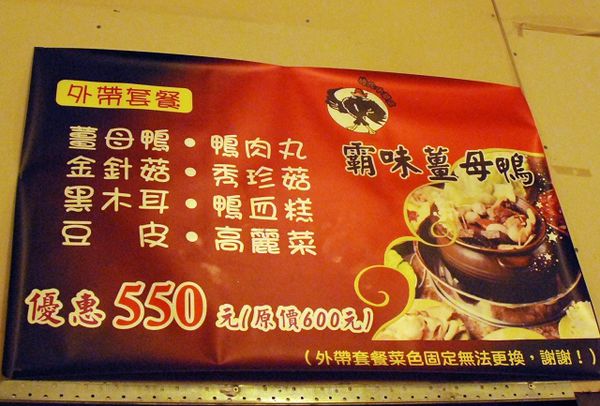 外帶套餐
霸味薑母鴨
薑母鴨•鴨肉丸
金針菇•秀珍菇
黑木耳•鴨血糕
豆皮•高麗菜
優惠550元(原價600元)
(外帶套餐菜色固定無法更換,謝謝!)